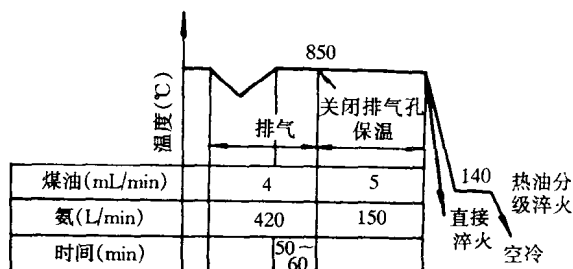 温度(℃)
850
关闭排气孔
排气
保温
煤油(mL/min)
4
5
氨(L/min)
420
150
时间(min)
50～
60
140
热油分
级淬火
直接
淬火
空冷